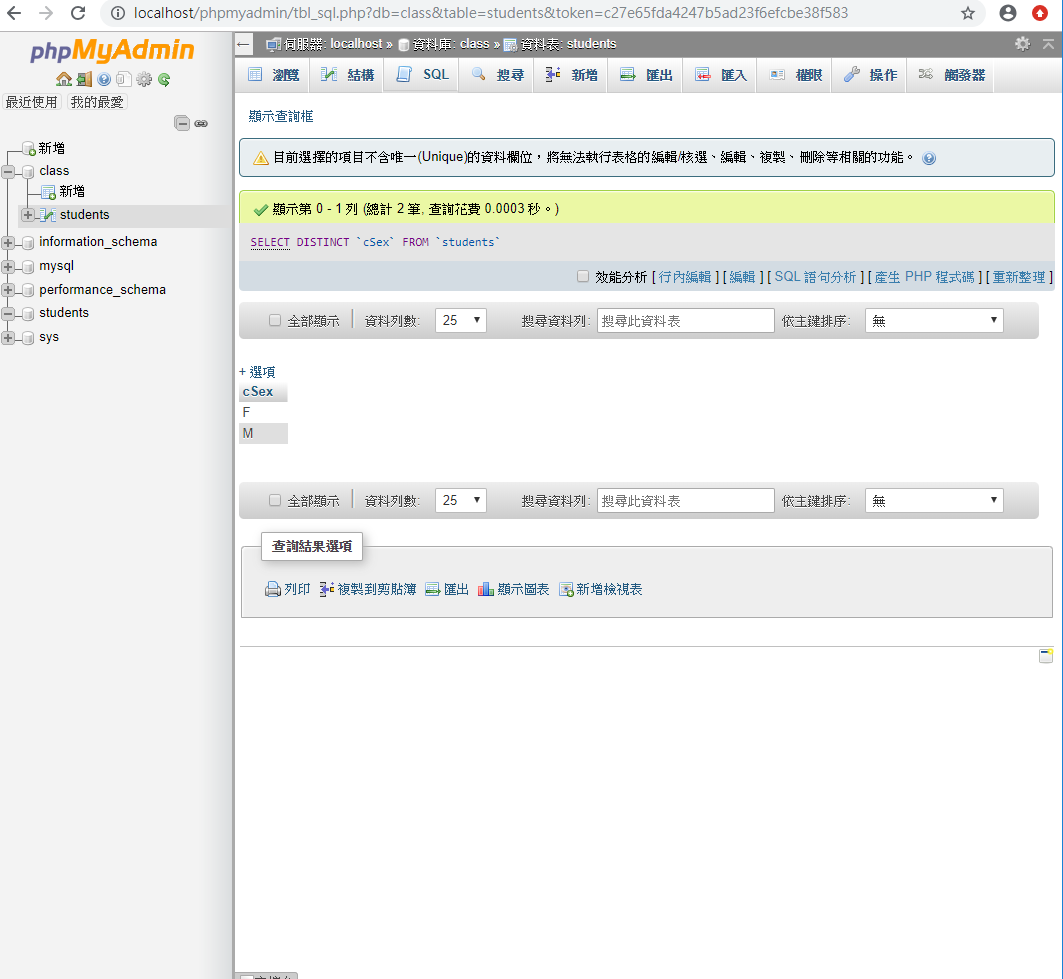 localhost/phpmyadmin/tbl_sql.php?db=class&table=students&token=c27e65fda4247b5ad23f6efcbe38f583
phpMyAdmin
最近使用 我的最愛
新增
class
新增
students
information_schema
mysql
performance_schema
students
sys
伺服器: localhost » 資料庫: class » 資料表: students
瀏覽 結構 SQL 搜尋 新增 匯出 匯入 權限 操作 觸發器
顯示查詢框
目前選擇的項目不含唯一(Unique)的資料欄位，將無法執行表格的編輯/核選、編輯、複製、刪除等相關的功能。
顯示第 0 - 1 列 (總計 2 筆, 查詢花費 0.0003 秒。)
SELECT DISTINCT `cSex` FROM `students`
效能分析 [ 行內編輯 ] [ 編輯 ] [ SQL 語句分析 ] [ 產生 PHP 程式碼 ] [ 重新整理 ]
全部顯示 資料列數: 25 搜尋資料列: 搜尋此資料表 依主鍵排序: 無
+ 選項
cSex
F
M
全部顯示 資料列數: 25 搜尋資料列: 搜尋此資料表 依主鍵排序: 無
查詢結果選項
列印 複製到剪貼簿 匯出 顯示圖表 新增檢視表